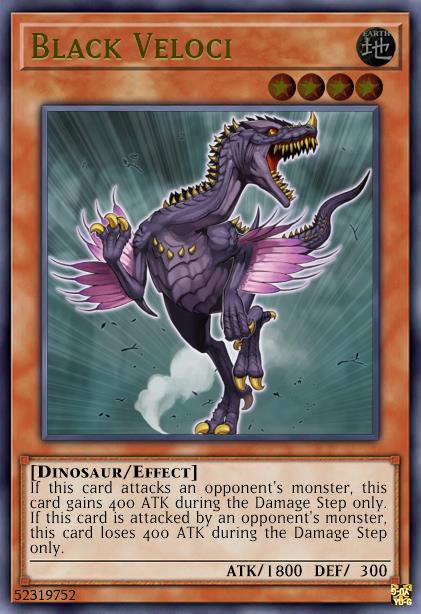 BLACK VELOCI
EARTH
地
[DINOSAUR/EFFECT]
If this card attacks an opponent's monster, this
card gains 400 ATK during the Damage Step only.
If this card is attacked by an opponent's monster,
this card loses 400 ATK during the Damage Step
only.
ATK/1800 DEF/ 300
52319752